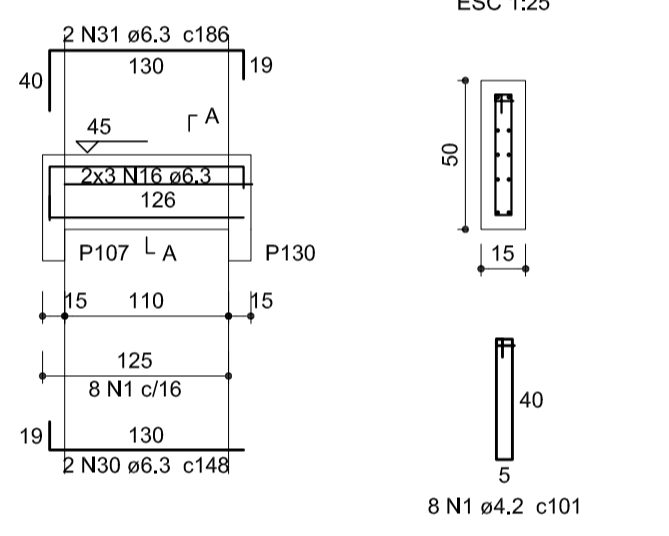 ESC 1:25
2 N31 ø6.3 c186
40
130
19
45
A
2x3 N16 ø6.3
126
P107
A
P130
15
110
15
125
8 N1 c/16
19
130
2 N30 ø6.3 c148
50
15
40
5
8 N1 ø4.2 c101